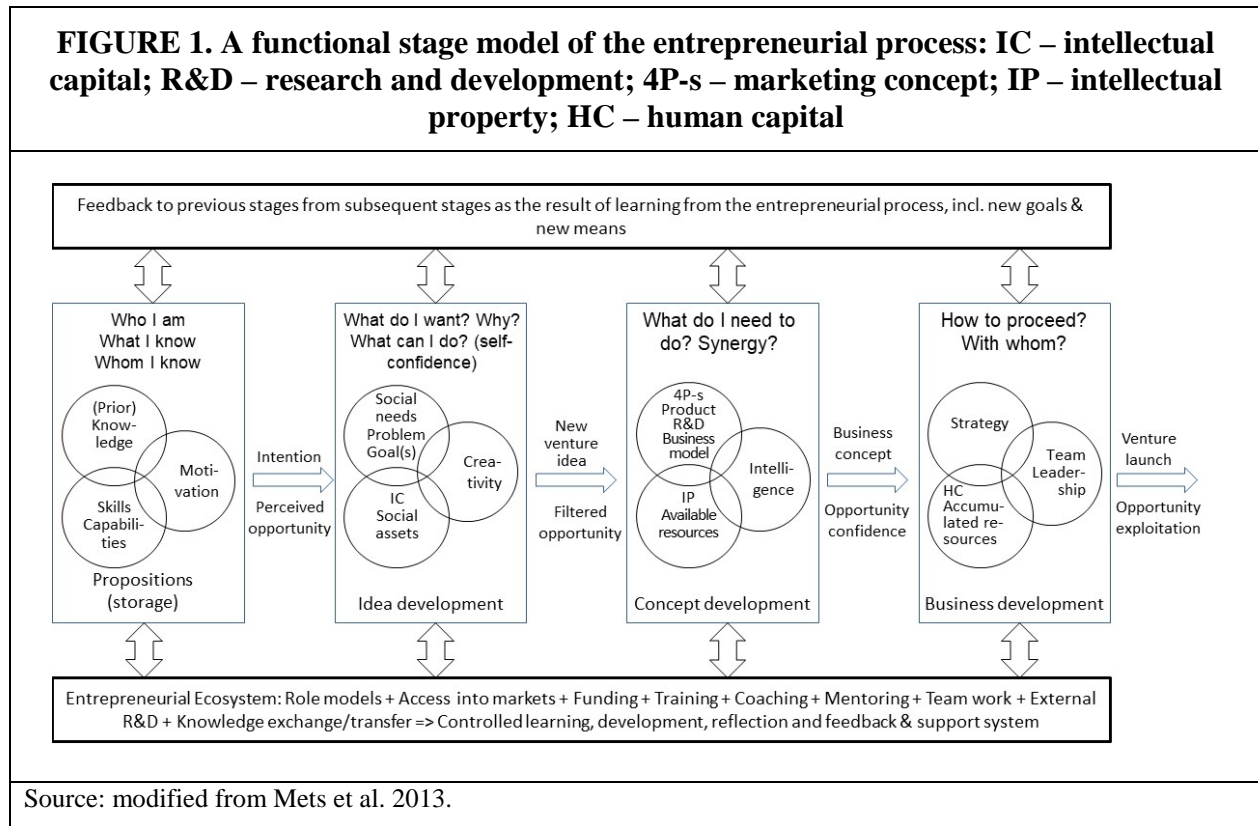 FIGURE 1. A functional stage model of the entrepreneurial process: IC – intellectual
capital; R&D – research and development; 4P-s – marketing concept; IP – intellectual
property; HC – human capital
Feedback to previous stages from subsequent stages as the result of learning from the entrepreneurial process, incl. new goals &
new means
Who I am
What I know
Whom I know
(Prior)
Know-
ledge
Moti-
vation
Skills
Capabili-
ties
Propositions
(storage)
Intention
Perceived
opportunity
What do I want? Why?
What can I do? (self-
confidence)
Social
needs
Problem
Goal(s)
Crea-
tivity
IC
Social
assets
Idea development
New
venture
idea
Filtered
opportunity
What do I need to
do? Synergy?
4P-s
Product
R&D
Business
model
Intelli-
gence
IP
Available
resources
Concept development
Business
concept
Opportunity
confidence
How to proceed?
With whom?
Strategy
Team
Leader-
ship
HC
Accumu-
lated re-
sources
Business development
Venture
launch
Opportunity
exploitation
Entrepreneurial Ecosystem: Role models + Access into markets + Funding + Training + Coaching + Mentoring + Team work + External
R&D + Knowledge exchange/transfer => Controlled learning, development, reflection and feedback & support system
Source: modified from Mets et al. 2013.